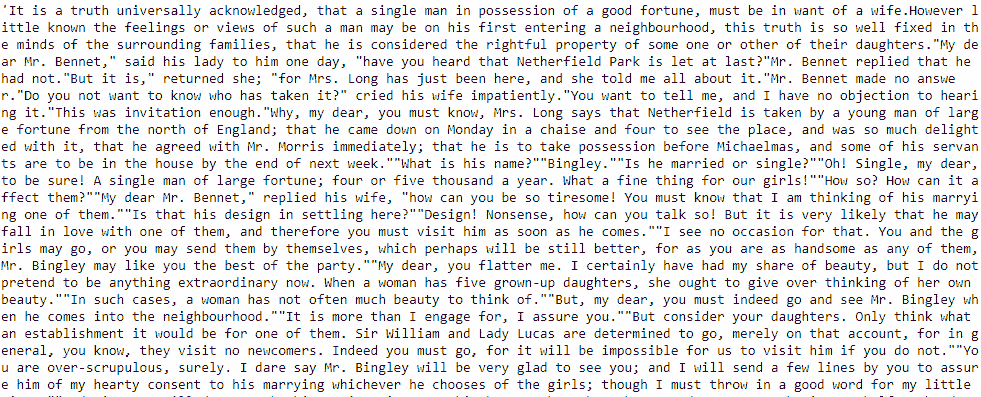 'It is a truth universally acknowledged, that a single man in possession of a good fortune, must be in want of a wife.However l
ittle known the feelings or views of such a man may be on his first entering a neighbourhood, this truth is so well fixed in th
e minds of the surrounding families, that he is considered the rightful property of some one or other of their daughters."My de
ar Mr. Bennet," said his lady to him one day, "have you heard that Netherfield Park is let at last?"Mr. Bennet replied that he
had not."But it is," returned she; "for Mrs. Long has just been here, and she told me all about it."Mr. Bennet made no answe
r."Do you not want to know who has taken it?" cried his wife impatiently."You want to tell me, and I have no objection to heari
ng it."This was invitation enough."Why, my dear, you must know, Mrs. Long says that Netherfield is taken by a young man of larg
e fortune from the north of England; that he came down on Monday in a chaise and four to see the place, and was so much delight
ed with it, that he agreed with Mr. Morris immediately; that he is to take possession before Michaelmas, and some of his servan
ts are to be in the house by the end of next week.""What is his name?""Bingley.""Is he married or single?""Oh! Single, my dear,
to be sure! A single man of large fortune; four or five thousand a year. What a fine thing for our girls!""How so? How can it a
ffect them?""My dear Mr. Bennet," replied his wife, "how can you be so tiresome! You must know that I am thinking of his marryi
ng one of them.""Is that his design in settling here?""Design! Nonsense, how can you talk so! But it is very likely that he may
fall in love with one of them, and therefore you must visit him as soon as he comes.""I see no occasion for that. You and the g
irls may go, or you may send them by themselves, which perhaps will be still better, for as you are as handsome as any of them,
Mr. Bingley may like you the best of the party.""My dear, you flatter me. I certainly have had my share of beauty, but I do not
pretend to be anything extraordinary now. When a woman has five grown-up daughters, she ought to give over thinking of her own
beauty.""In such cases, a woman has not often much beauty to think of.""But, my dear, you must indeed go and see Mr. Bingley wh
en he comes into the neighbourhood.""It is more than I engage for, I assure you.""But consider your daughters. Only think what
an establishment it would be for one of them. Sir William and Lady Lucas are determined to go, merely on that account, for in g
eneral, you know, they visit no newcomers. Indeed you must go, for it will be impossible for us to visit him if you do not.""Yo
u are over-scrupulous, surely. I dare say Mr. Bingley will be very glad to see you; and I will send a few lines by you to assur
e him of my hearty consent to his marrying whichever he chooses of the girls; though I must throw in a good word for my little